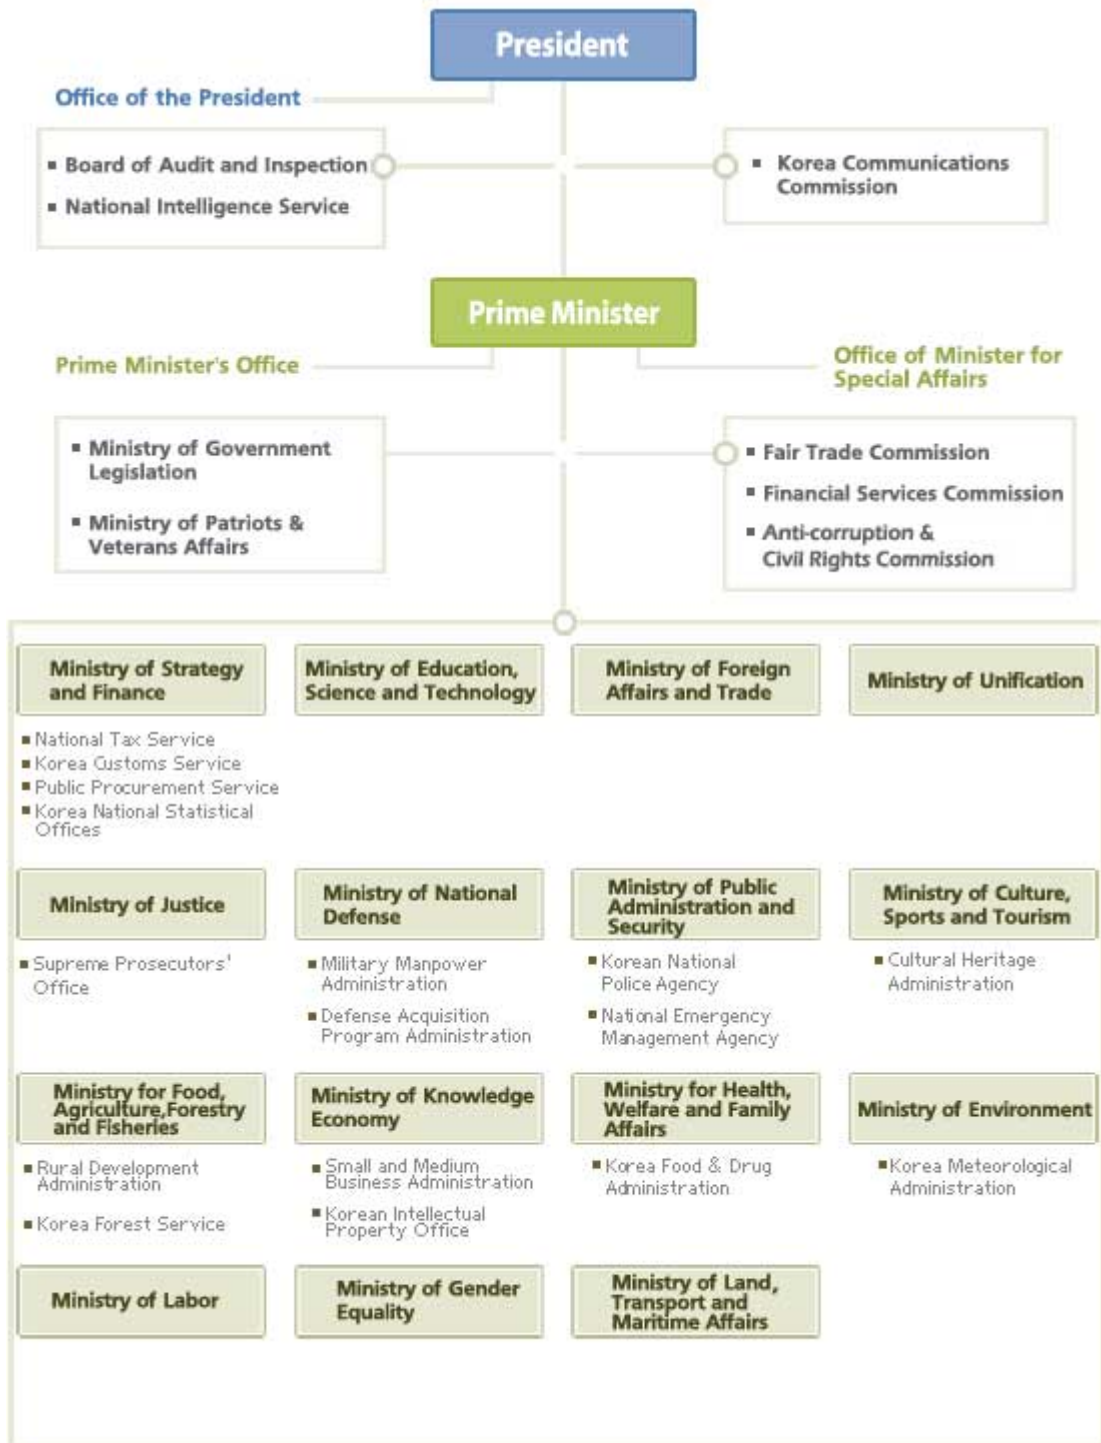 President
Office of the President
▪ Board of Audit and Inspection
▪ National Intelligence Service
▪ Korea Communications
Commission
Prime Minister
Prime Minister's Office
Office of Minister for
Special Affairs
▪ Ministry of Government
Legislation
▪ Ministry of Patriots &
Veterans Affairs
▪ Fair Trade Commission
▪ Financial Services Commission
▪ Anti-corruption &
Civil Rights Commission
Ministry of Strategy
and Finance
▪ National Tax Service
▪ Korea Customs Service
▪ Public Procurement Service
▪ Korea National Statistical
Offices
Ministry of Education,
Science and Technology
Ministry of Foreign
Affairs and Trade
Ministry of Unification
Ministry of Justice
▪ Supreme Prosecutors'
Office
Ministry of National
Defense
▪ Military Manpower
Administration
▪ Defense Acquisition
Program Administration
Ministry of Public
Administration and
Security
▪ Korean National
Police Agency
▪ National Emergency
Management Agency
Ministry of Culture,
Sports and Tourism
▪ Cultural Heritage
Administration
Ministry for Food,
Agriculture,Forestry
and Fisheries
▪ Rural Development
Administration
▪ Korea Forest Service
Ministry of Knowledge
Economy
▪ Small and Medium
Business Administration
▪ Korean Intellectual
Property Office
Ministry for Health,
Welfare and Family
Affairs
▪ Korea Food & Drug
Administration
Ministry of Environment
▪ Korea Meteorological
Administration
Ministry of Labor
Ministry of Gender
Equality
Ministry of Land,
Transport and
Maritime Affairs